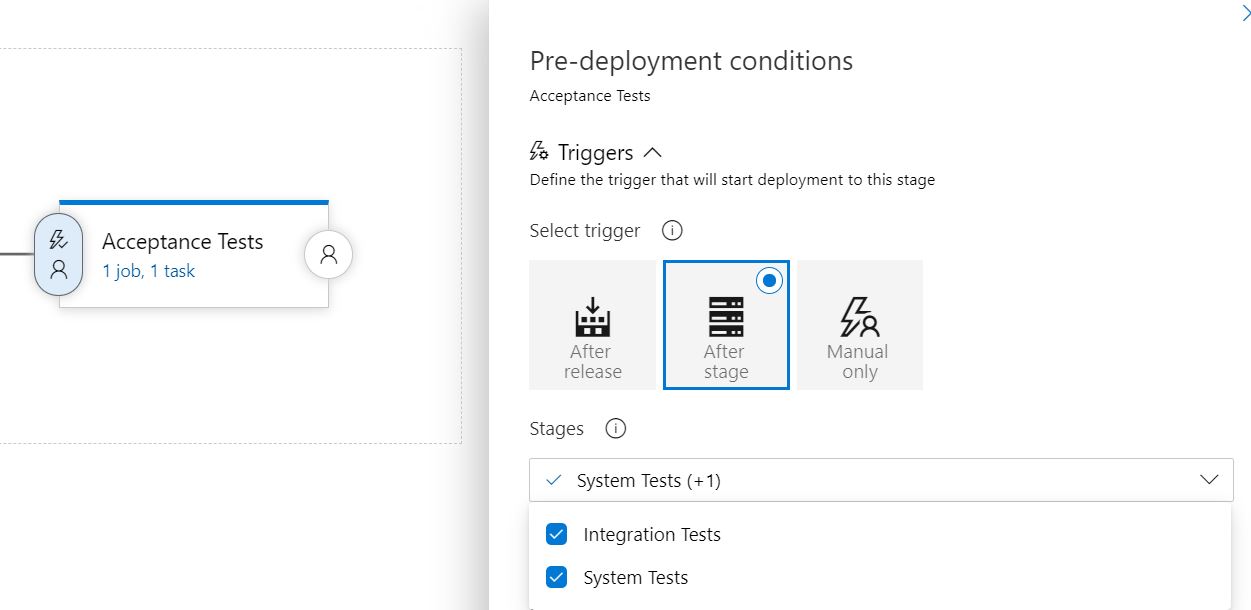 Pre-deployment conditions
Acceptance Tests
Triggers
Define the trigger that will start deployment to this stage
Select trigger
After
release
After
stage
Manual
only
Stages
System Tests (+1)
Integration Tests
System Tests
Acceptance Tests
1 job, 1 task